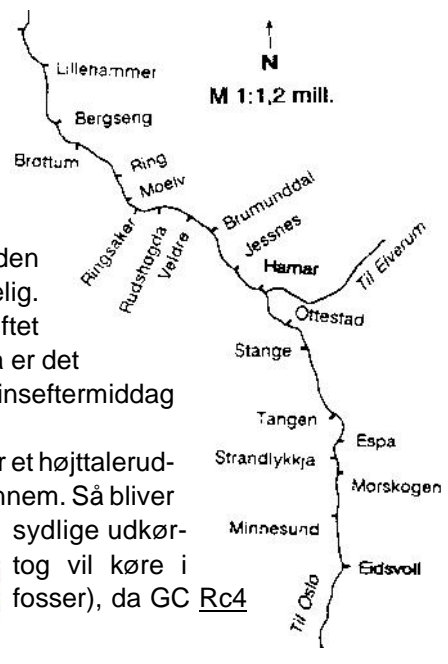 Lillehammer
N
M 1:1,2 mill.
Bergseng
Brøttum
Ring
Moelv
Ringsaker
Rudshøgda
Veldre
Brumunddal
Jessnes
Hamar
Til Elverum
Ottestad
Stange
Tangen
Espa
Strandlykkja
Morskogen
Minnesund
Eidsvoll
Til Oslo
den
elig.
ftet
a er det
inseftermiddag
r et højttalerud-
nnem. Så bliver
sydlige udkør-
tog vil køre i
fosser), da GC Rc4